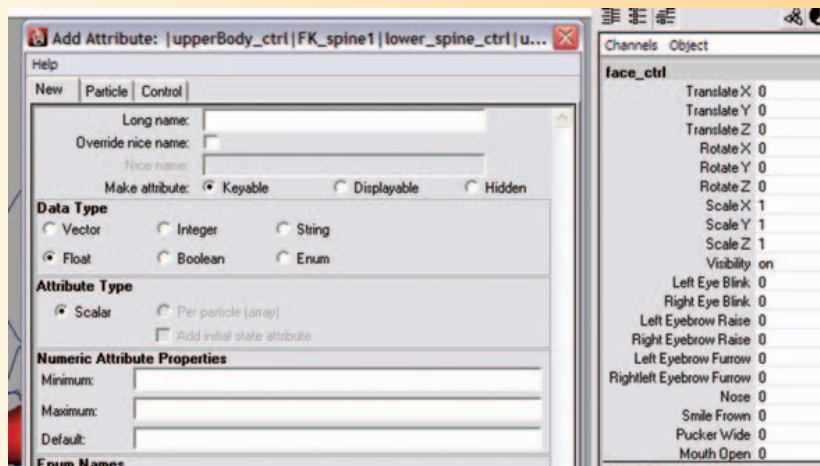 Add Attribute: |upperBody_ctrl|FK_spine1|lower_spine_ctrl|u...
Help
New Particle Control
Long name:
Override nice name:
Nice name:
Make attribute: Keyable Displayable Hidden
Data Type
Vector Integer String
Float Boolean Enum
Attribute Type
Scalar Per particle (array)
Add initial state attribute
Numeric Attribute Properties
Minimum:
Maximum:
Default:
Enum Names
Channels Object
face_ctrl
Translate X 0
Translate Y 0
Translate Z 0
Rotate X 0
Rotate Y 0
Rotate Z 0
Scale X 1
Scale Y 1
Scale Z 1
Visibility on
Left Eye Blink 0
Right Eye Blink 0
Left Eyebrow Raise 0
Right Eyebrow Raise 0
Left Eyebrow Furrow 0
Rightleft Eyebrow Furrow 0
Nose 0
Smile Frown 0
Pucker Wide 0
Mouth Open 0